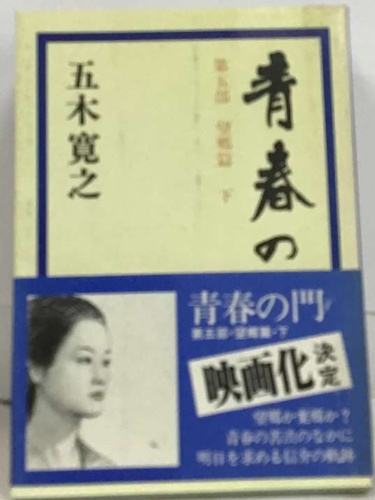 青春の
第五部 望郷篇 下
五木寛之
青春の門
第五部・望郷篇・下
映画化決定
望郷か棄郷か?
青春の苦渋のなかに
明日を求める信介の軌跡